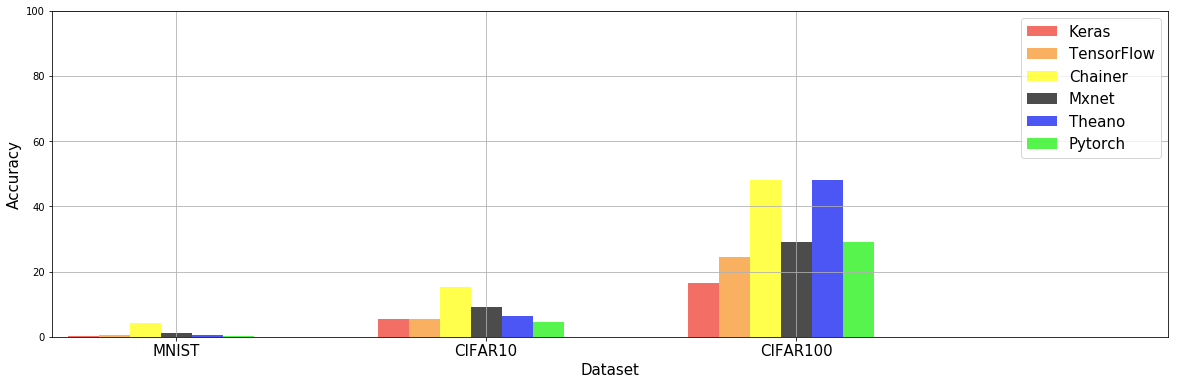 100
80
60
40
20
0
Accuracy
Keras
TensorFlow
Chainer
Mxnet
Theano
Pytorch
MNIST
CIFAR10
CIFAR100
Dataset